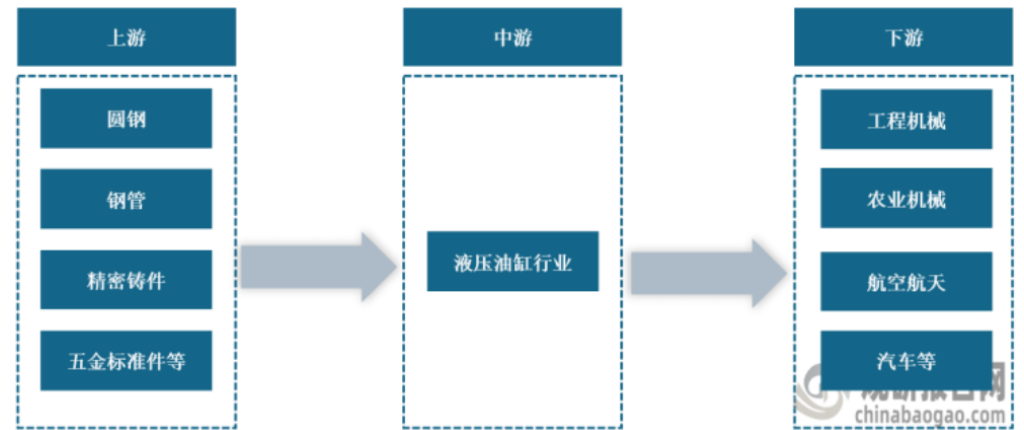 上游
中游
下游
圆钢
钢管
精密铸件
五金标准件等
液压油缸行业
工程机械
农业机械
航空航天
汽车等
chinabaogao.com